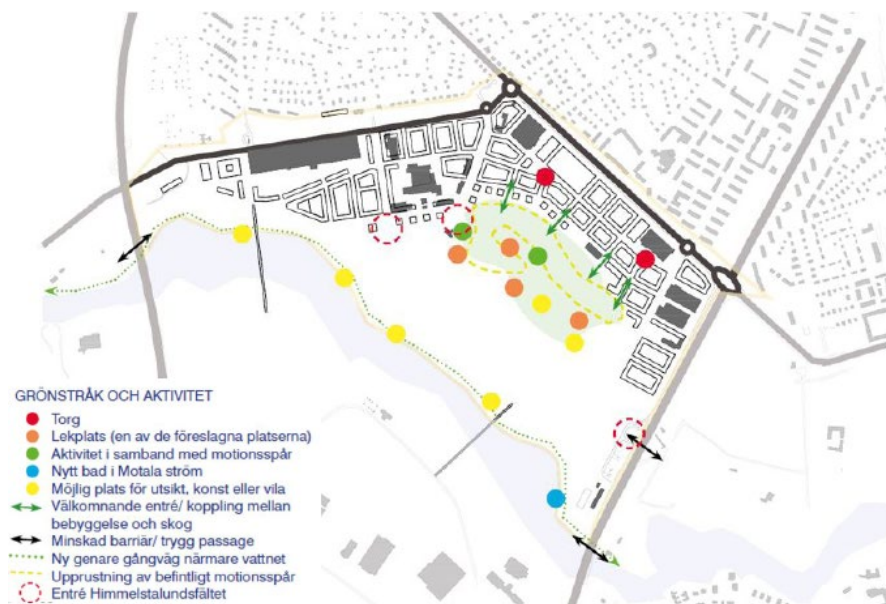 GRÖNSTRÅK OCH AKTIVITET
Torg
Lekplats (en av de föreslagna platserna)
Aktivitet i samband med motionsspår
Nytt bad i Motala ström
Möjlig plats för utsikt, konst eller vila
Välkomnande entré/ koppling mellan
bebyggelse och skog
Minskad barriär/ trygg passage
Ny genare gångväg närmare vattnet
Upprustning av befintligt motionsspår
Entré Himmelstalundsfältet